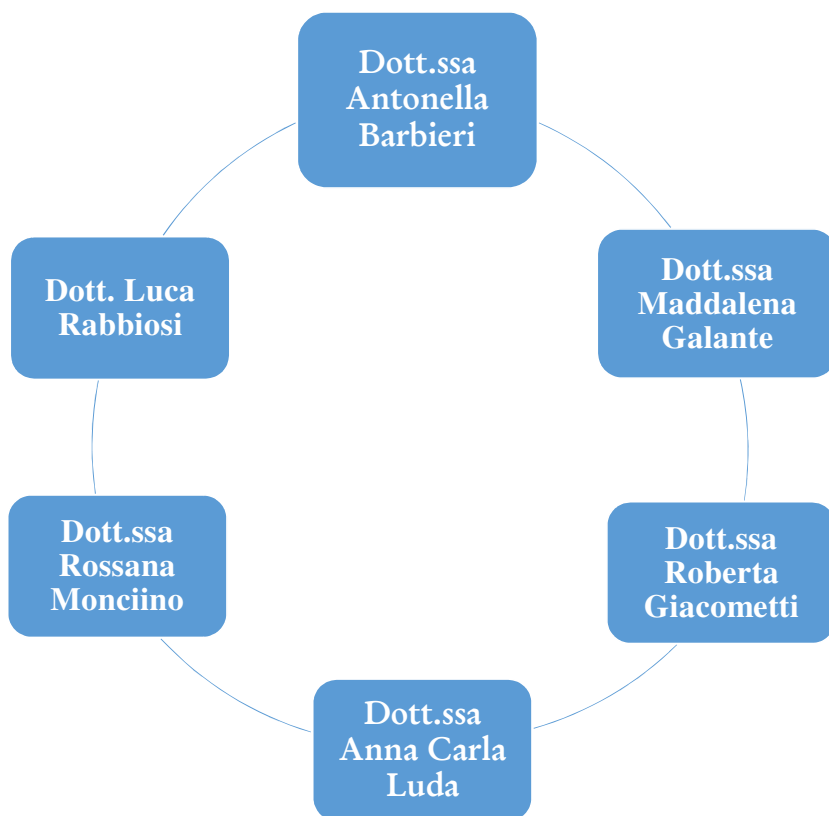 Dott.ssa
Antonella
Barbieri
Dott. Luca
Rabbiosi
Dott.ssa
Maddalena
Galante
Dott.ssa
Rossana
Monciino
Dott.ssa
Roberta
Giacometti
Dott.ssa
Anna Carla
Luda